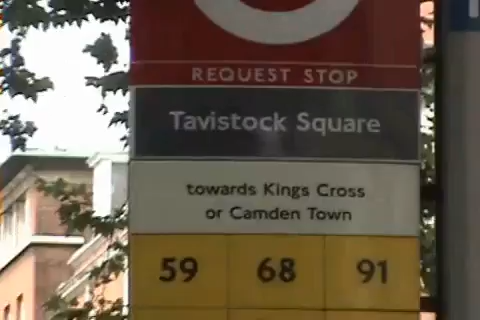 REQUEST STOP
Tavistock Square
towards Kings Cross
or Camden Town
59 68 91